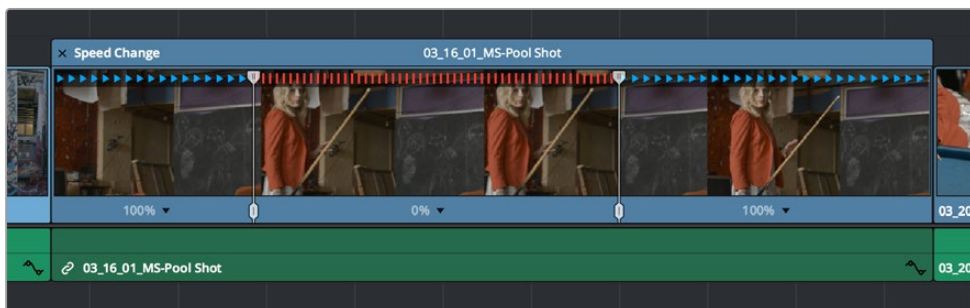 × Speed Change 03_16_01_MS-Pool Shot
100% 0% 100% 03_20
03_16_01_MS-Pool Shot 03_20